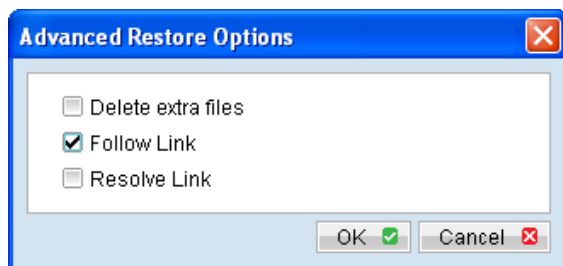 Advanced Restore Options
Delete extra files
Follow Link
Resolve Link
OK Cancel